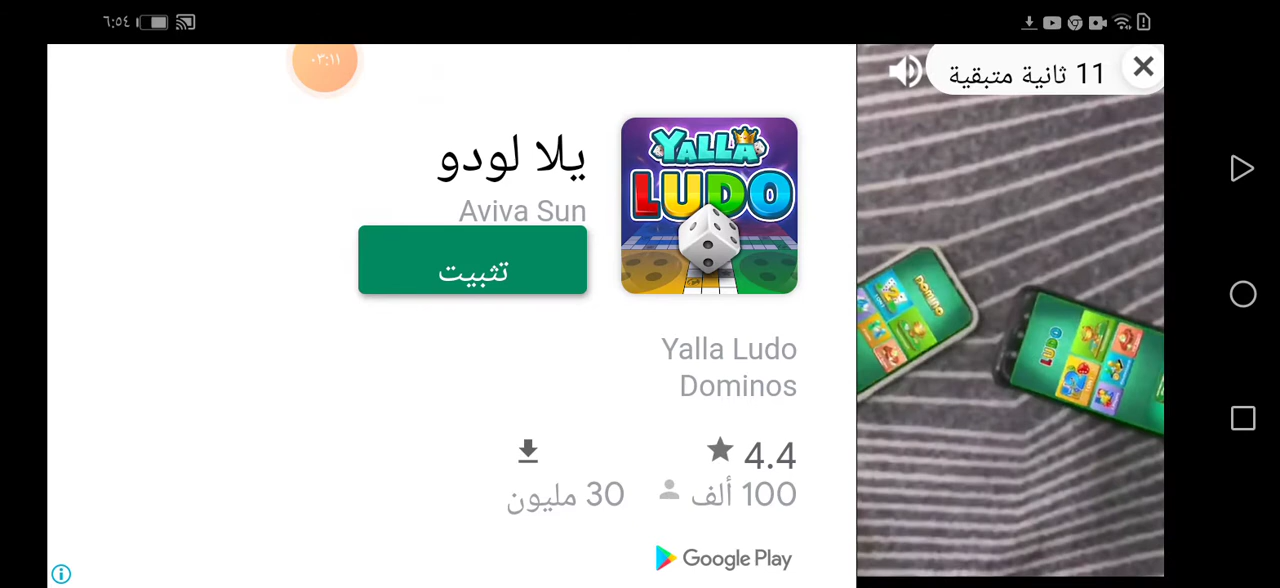 ٦:٥٤
٠٣:١١
11 ثانية متبقية
YALLA
LUDO
يلا لودو
Aviva Sun
تثبيت
Yalla Ludo
Dominos
4.4
100 ألف
30 مليون
Google Play
DOMINO
LUDO